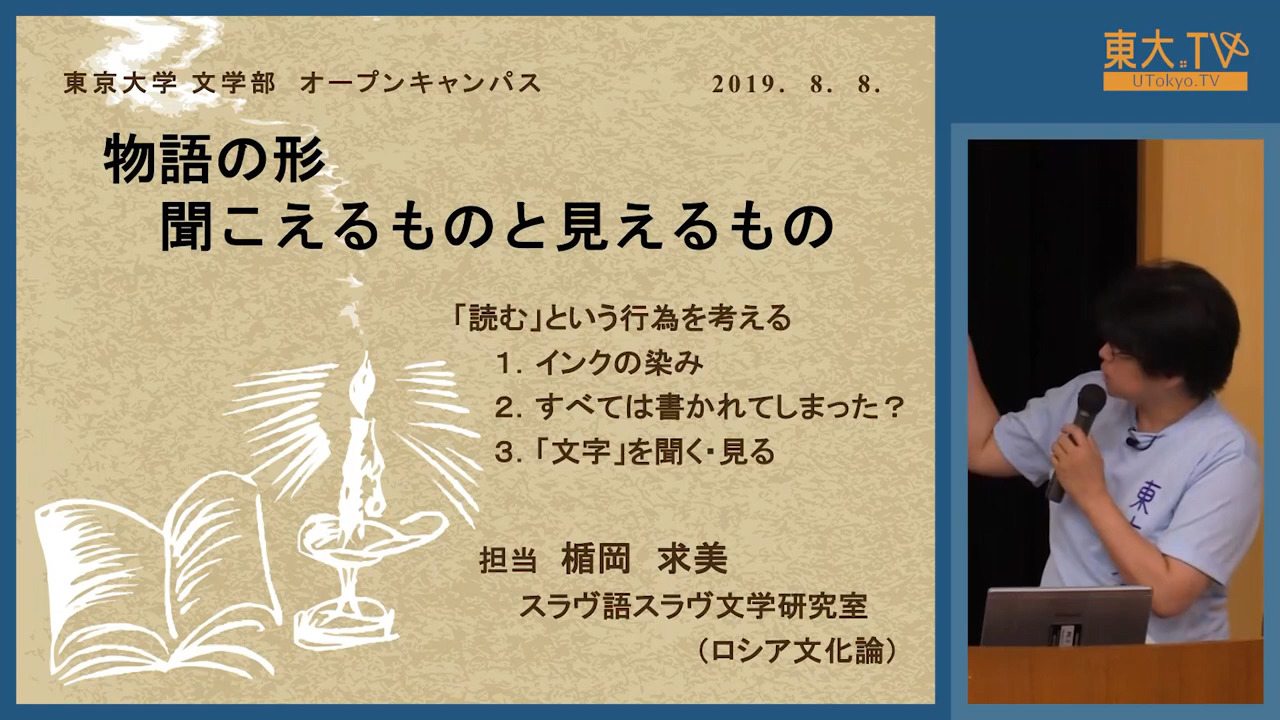 東京大学 文学部 オープンキャンパス 2019. 8. 8.
物語の形
聞こえるものと見えるもの
「読む」という行為を考える
1. インクの染み
2. すべては書かれてしまった？
3. 「文字」を聞く・見る
担当 楯岡 求美
スラヴ語スラヴ文学研究室
（ロシア文化論）
東大TV
UTokyo.TV
東